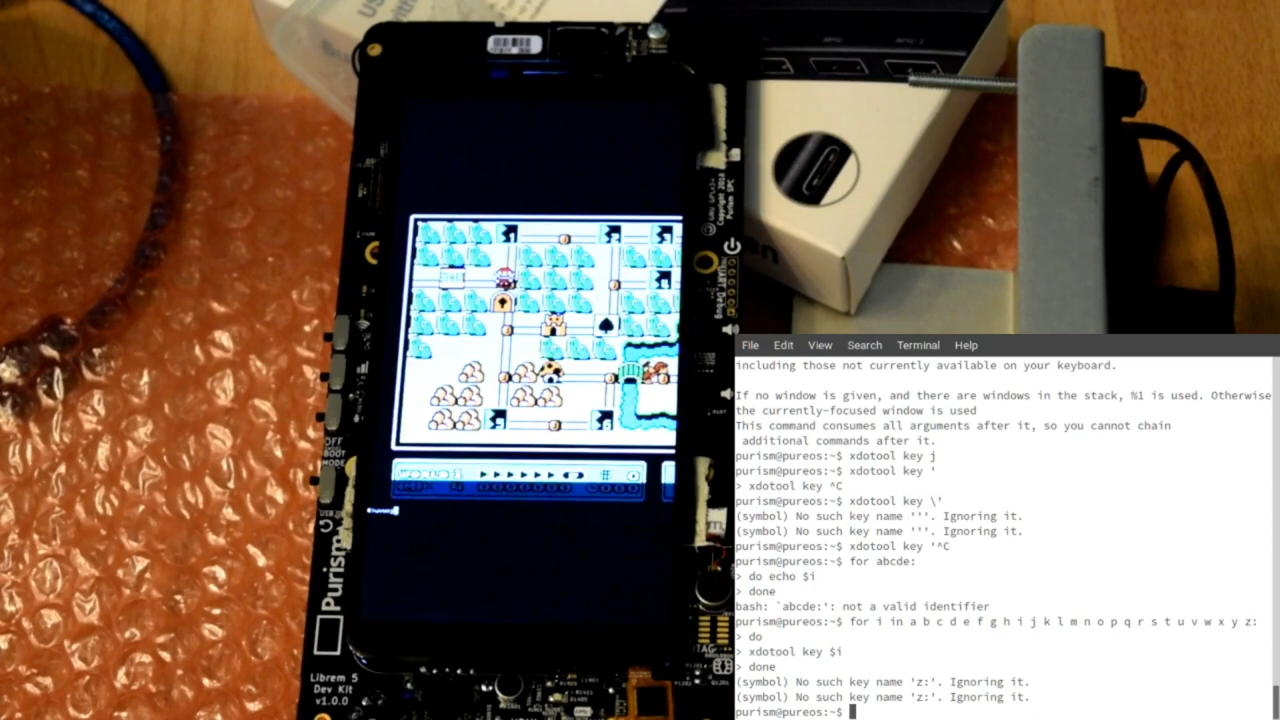 Copyright 2018
Purism SPC
UART Debug
OFF
BOOT
MODE
Purism
Librem 5
Dev Kit
v1.0.0
File Edit View Search Terminal Help
including those not currently available on your keyboard.
If no window is given, and there are windows in the stack, %1 is used. Otherwise
the currently-focused window is used
This command consumes all arguments after it, so you cannot chain
additional commands after it.
purism@pureos:~$ xdotool key j
purism@pureos:~$ xdotool key '
> xdotool key ^C
purism@pureos:~$ xdotool key \'
(symbol) No such key name '''. Ignoring it.
(symbol) No such key name '''. Ignoring it.
purism@pureos:~$ xdotool key '^C
purism@pureos:~$ for abcde:
> do echo $i
> done
bash: `abcde:': not a valid identifier
purism@pureos:~$ for i in a b c d e f g h i j k l m n o p q r s t u v w x y z:
> do
> xdotool key $i
> done
(symbol) No such key name 'z:'. Ignoring it.
(symbol) No such key name 'z:'. Ignoring it.
purism@pureos:~$